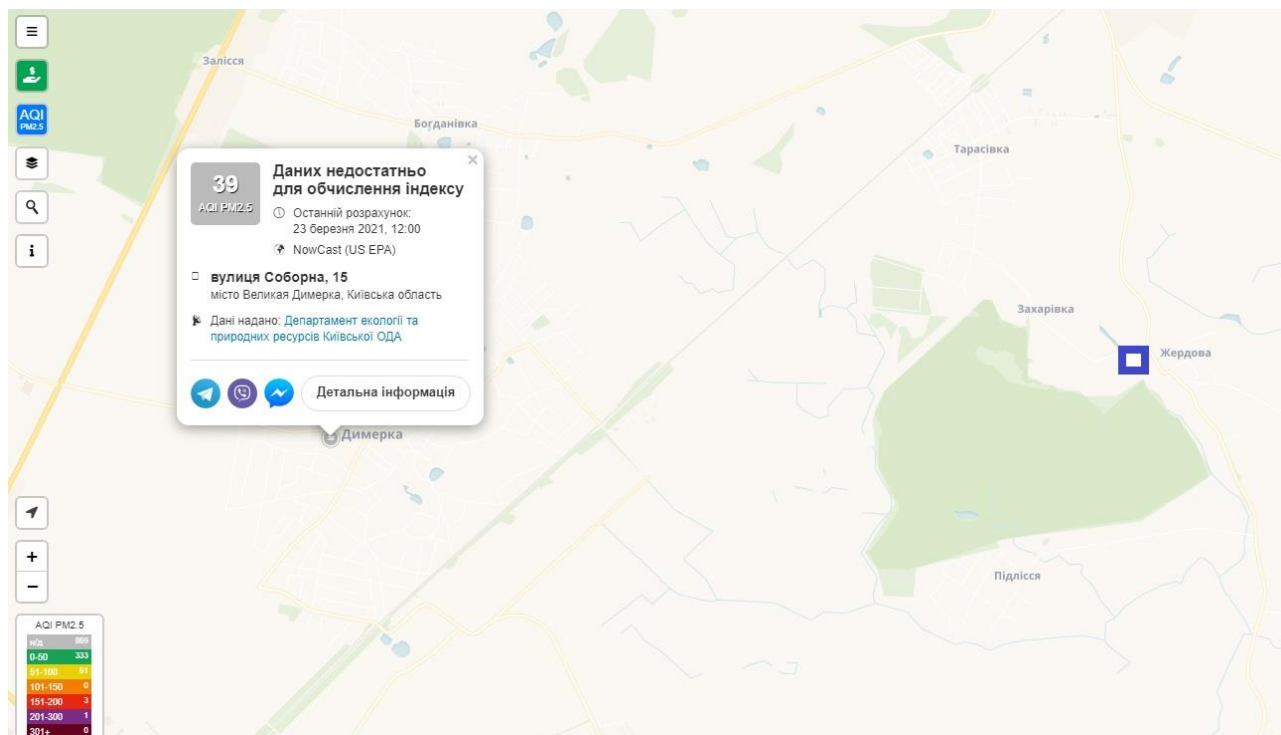 Залісся
Богданівка
Тарасівка
Захарівка
Жердова
Димерка
Підлісся
AQI
PM2.5
39
AQI PM2.5
Даних недостатньо
для обчислення індексу
Останній розрахунок:
23 березня 2021, 12:00
NowCast (US EPA)
вулиця Соборна, 15
місто Великая Димерка, Київська область
Дані надано: Департамент екології та
природних ресурсів Київської ОДА
Детальна інформація
+
−
AQI PM2.5
н/д 869
0-50 333
51-100 61
101-150 0
151-200 3
201-300 1
301+ 0